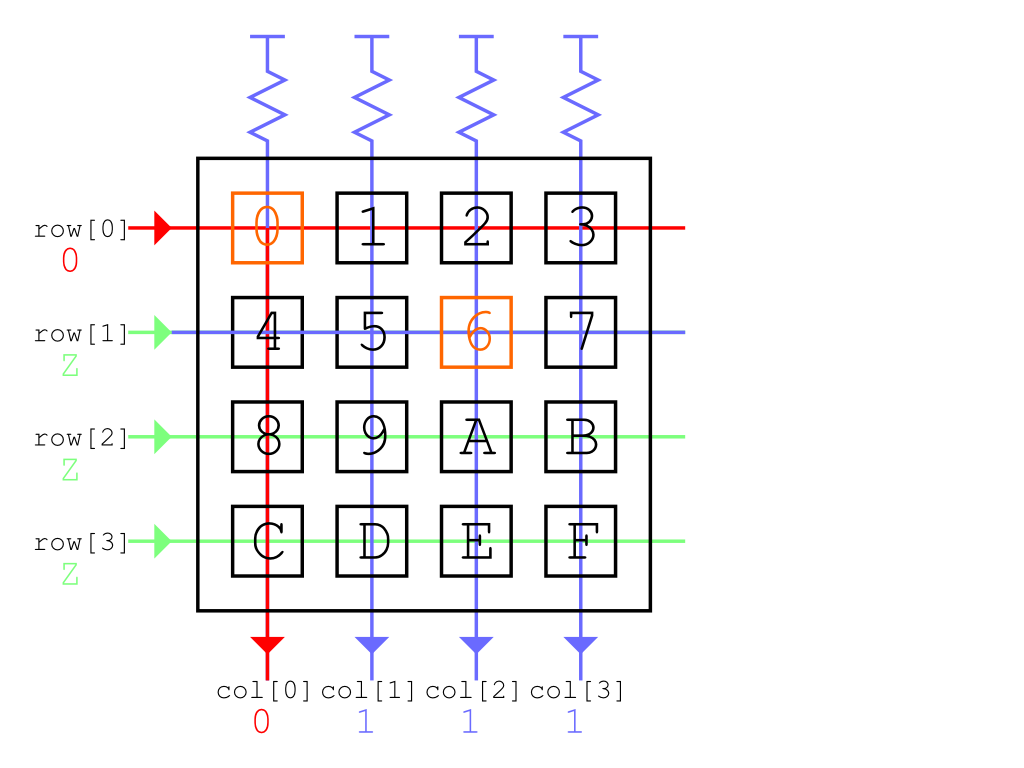 row[0] 0 1 2 3
0
row[1] 4 5 6 7
Z
row[2] 8 9 A B
Z
row[3] C D E F
Z
col[0] col[1] col[2] col[3]
0 1 1 1